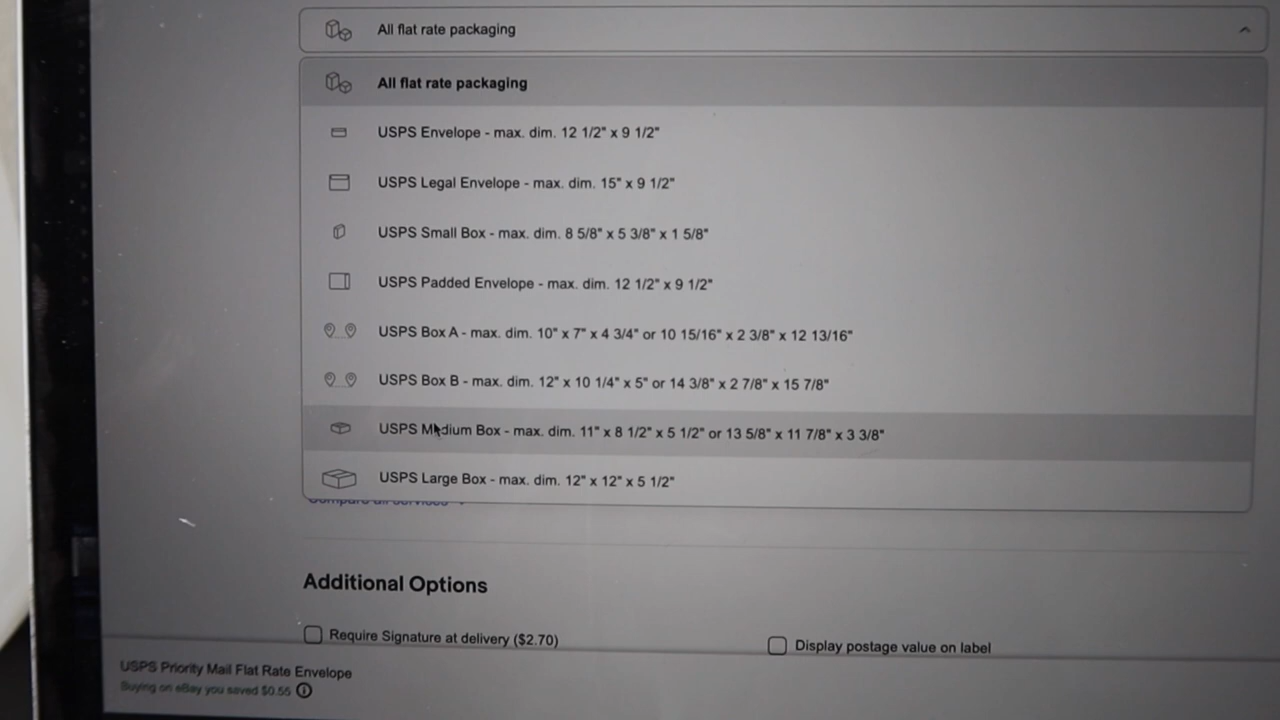 All flat rate packaging
All flat rate packaging
USPS Envelope - max. dim. 12 1/2" x 9 1/2"
USPS Legal Envelope - max. dim. 15" x 9 1/2"
USPS Small Box - max. dim. 8 5/8" x 5 3/8" x 1 5/8"
USPS Padded Envelope - max. dim. 12 1/2" x 9 1/2"
USPS Box A - max. dim. 10" x 7" x 4 3/4" or 10 15/16" x 2 3/8" x 12 13/16"
USPS Box B - max. dim. 12" x 10 1/4" x 5" or 14 3/8" x 2 7/8" x 15 7/8"
USPS Medium Box - max. dim. 11" x 8 1/2" x 5 1/2" or 13 5/8" x 11 7/8" x 3 3/8"
USPS Large Box - max. dim. 12" x 12" x 5 1/2"
Compare all services
Additional Options
Require Signature at delivery ($2.70)
Display postage value on label
USPS Priority Mail Flat Rate Envelope
Buying on eBay you saved $0.55